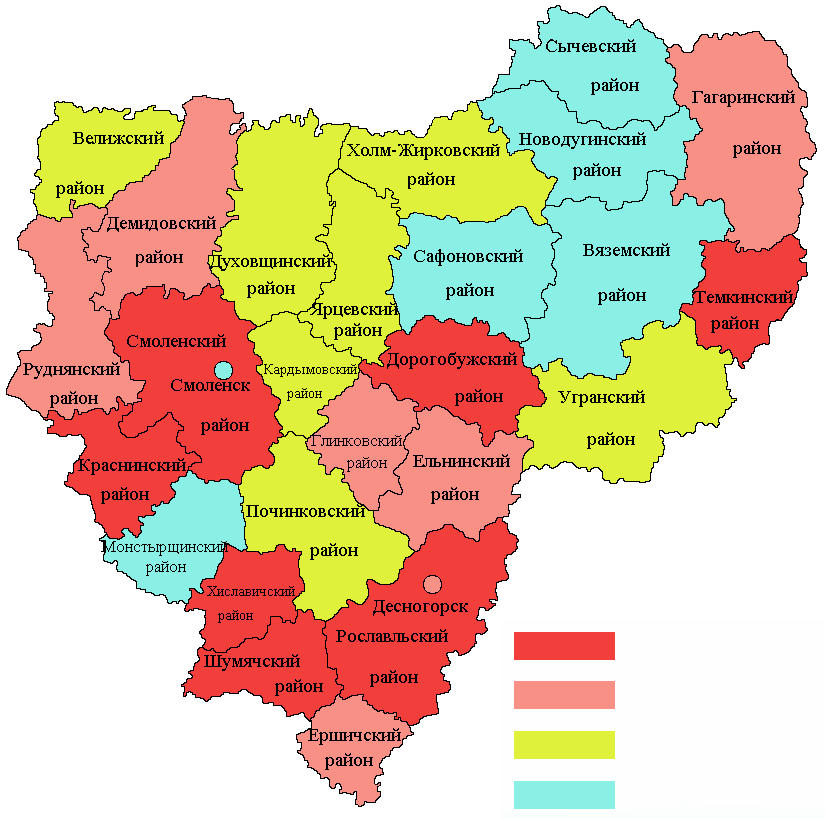 Сычевский
район
Гагаринский
район
Новодугинский
район
Велижский
район
Холм-Жирковский
район
Демидовский
район
Духовщинский
район
Сафоновский
район
Вяземский
район
Темкинский
район
Ярцевский
район
Смоленский
Смоленск
район
Руднянский
район
Кардымовский
район
Дорогобужский
район
Угранский
район
Глинковский
район
Ельнинский
район
Краснинский
район
Починковский
район
Монстырщинский
район
Хиславичский
район
Десногорск
Рославльский
район
Шумячский
район
Ершичский
район